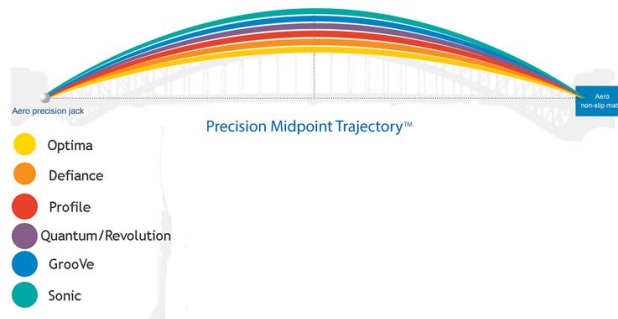 Aero
non-slip mat
Aero precision jack
Precision Midpoint Trajectory™
Optima
Defiance
Profile
Quantum/Revolution
GrooVe
Sonic